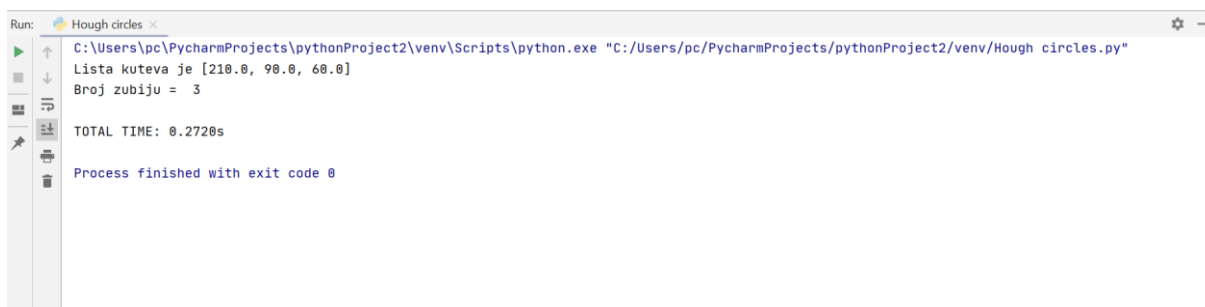 Run: Hough circles
C:\Users\pc\PycharmProjects\pythonProject2\venv\Scripts\python.exe "C:/Users/pc/PycharmProjects/pythonProject2/venv/Hough circles.py"
Lista kuteva je [210.0, 90.0, 60.0]
Broj zubiju =  3
TOTAL TIME: 0.2720s
Process finished with exit code 0